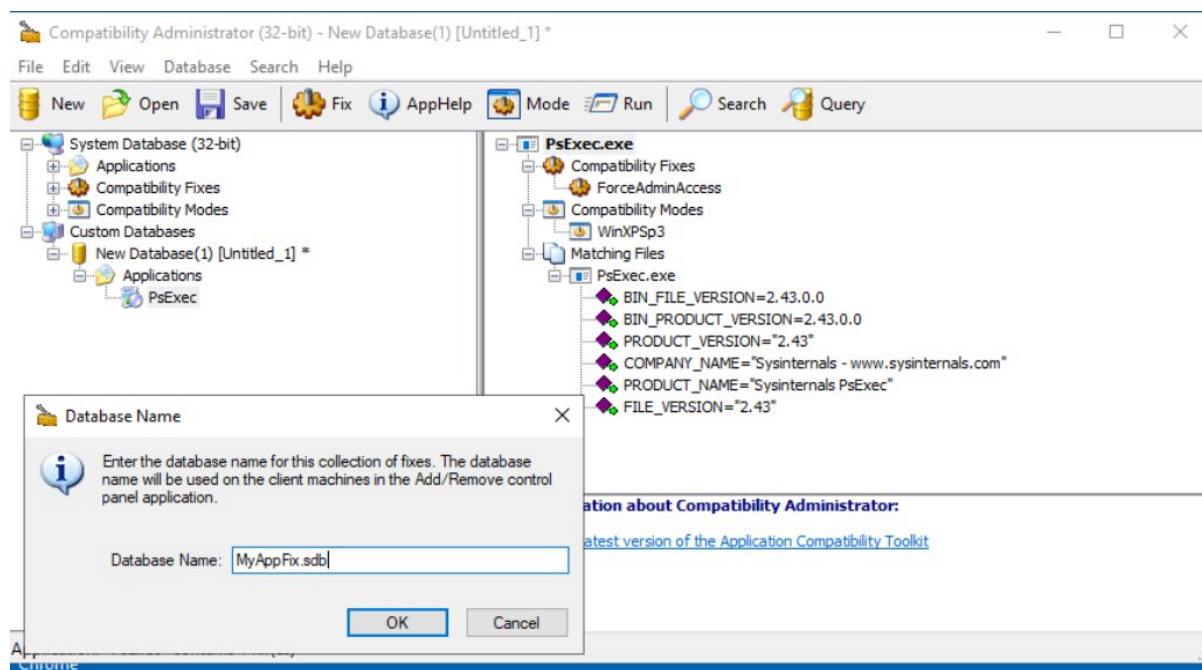 Compatibility Administrator (32-bit) - New Database(1) [Untitled_1] *
File Edit View Database Search Help
New Open Save Fix AppHelp Mode Run Search Query
System Database (32-bit)
Applications
Compatibility Fixes
Compatibility Modes
Custom Databases
New Database(1) [Untitled_1] *
Applications
PsExec
PsExec.exe
Compatibility Fixes
ForceAdminAccess
Compatibility Modes
WinXPSp3
Matching Files
PsExec.exe
BIN_FILE_VERSION=2.43.0.0
BIN_PRODUCT_VERSION=2.43.0.0
PRODUCT_VERSION="2.43"
COMPANY_NAME="Sysinternals - www.sysinternals.com"
PRODUCT_NAME="Sysinternals PsExec"
FILE_VERSION="2.43"
Database Name
Enter the database name for this collection of fixes. The database
name will be used on the client machines in the Add/Remove control
panel application.
Database Name: MyAppFix.sdb
OK Cancel
ation about Compatibility Administrator:
atest version of the Application Compatibility Toolkit
Chrome